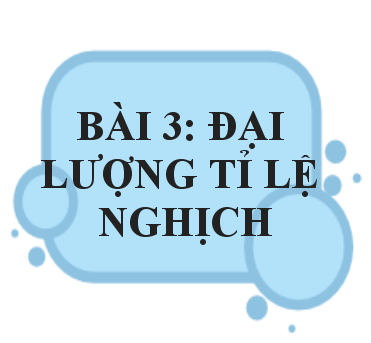 BÀI 3: ĐẠI
LƯỢNG TỈ LỆ
NGHỊCH